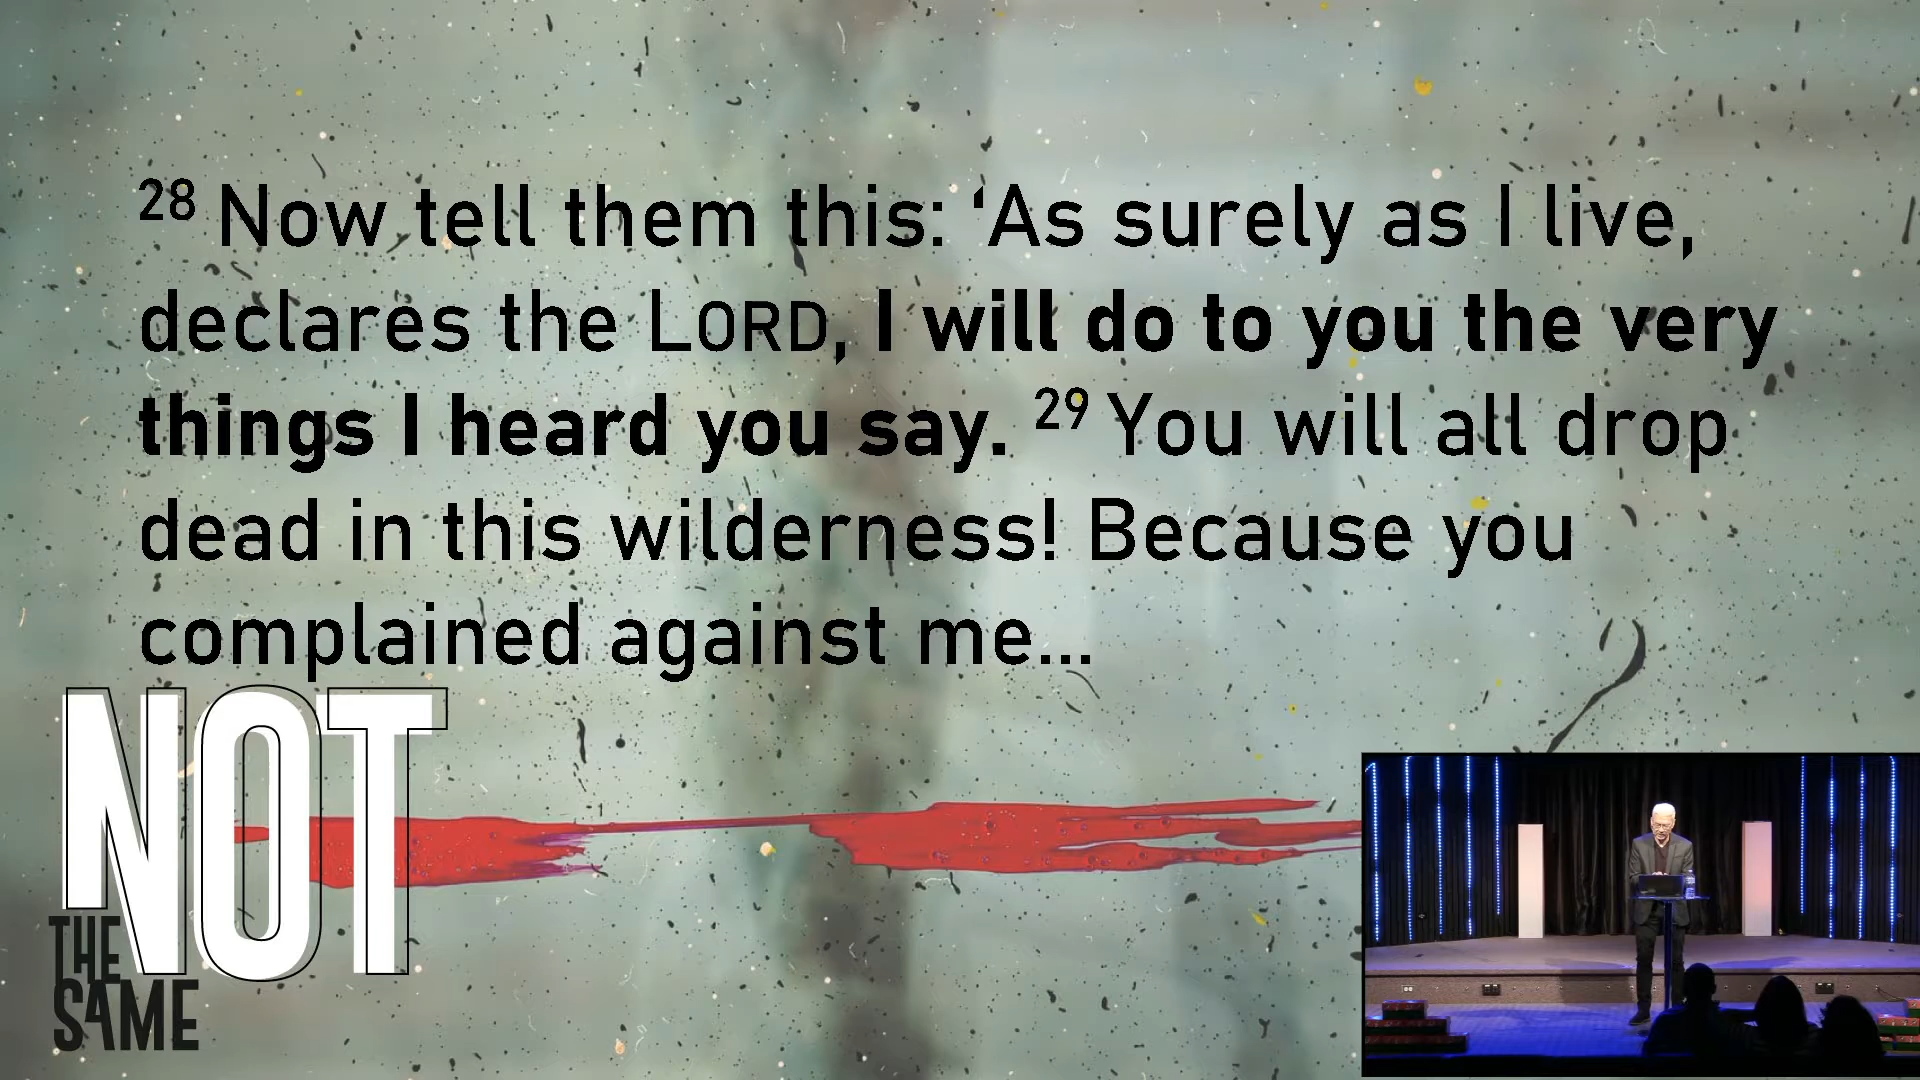 28 Now tell them this: ‘As surely as I live,
declares the LORD, I will do to you the very
things I heard you say. 29 You will all drop
dead in this wilderness! Because you
complained against me...
NOT
THE
SAME